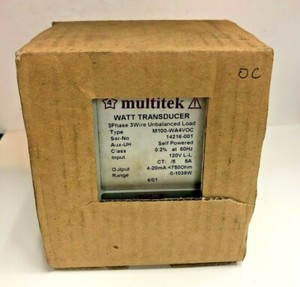 multitek
WATT TRANSDUCER
3Phase 3Wire Unbalanced Load
Type M100-WA4VOC
Ser-No 14216-001
Aux-UH Self Powered
Class 0.2% at 60Hz
Input 120V L-L
CT: /5 5A
Output 4-20mA <750Ohm
Range 0-1039W
OC